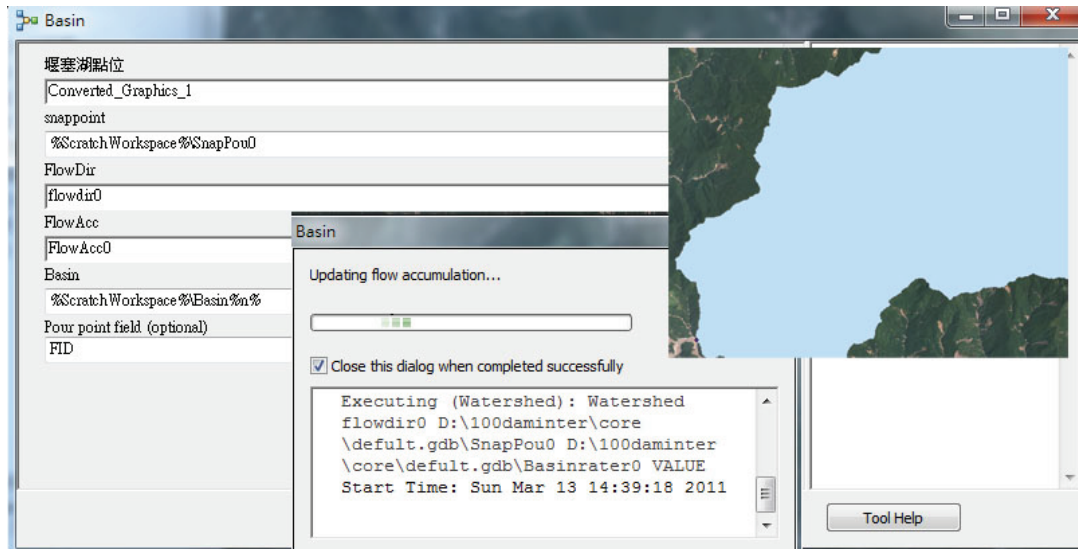 Basin
堰塞湖點位
Converted_Graphics_1
snappoint
%ScratchWorkspace%\SnapPou0
FlowDir
flowdir0
FlowAcc
FlowAcc0
Basin
%ScratchWorkspace%\Basin%n%
Pour point field (optional)
FID
Basin
Updating flow accumulation...
Close this dialog when completed successfully
Executing (Watershed): Watershed
flowdir0 D:\100daminter\core
\defult.gdb\SnapPou0 D:\100daminter
\core\defult.gdb\Basinrater0 VALUE
Start Time: Sun Mar 13 14:39:18 2011
Tool Help